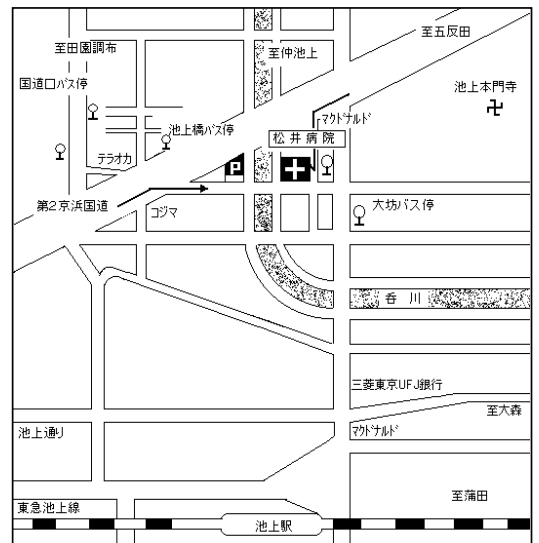 至五反田
至田園調布
至仲池上
国道口バス停
池上本門寺
マクドナルド
池上橋バス停
松井病院
テラオカ
P
第2京浜国道
コジマ
大坊バス停
呑川
三菱東京UFJ銀行
至大森
池上通り
マクドナルド
至蒲田
東急池上線
池上駅